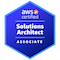 aws
certified
Solutions
Architect
ASSOCIATE